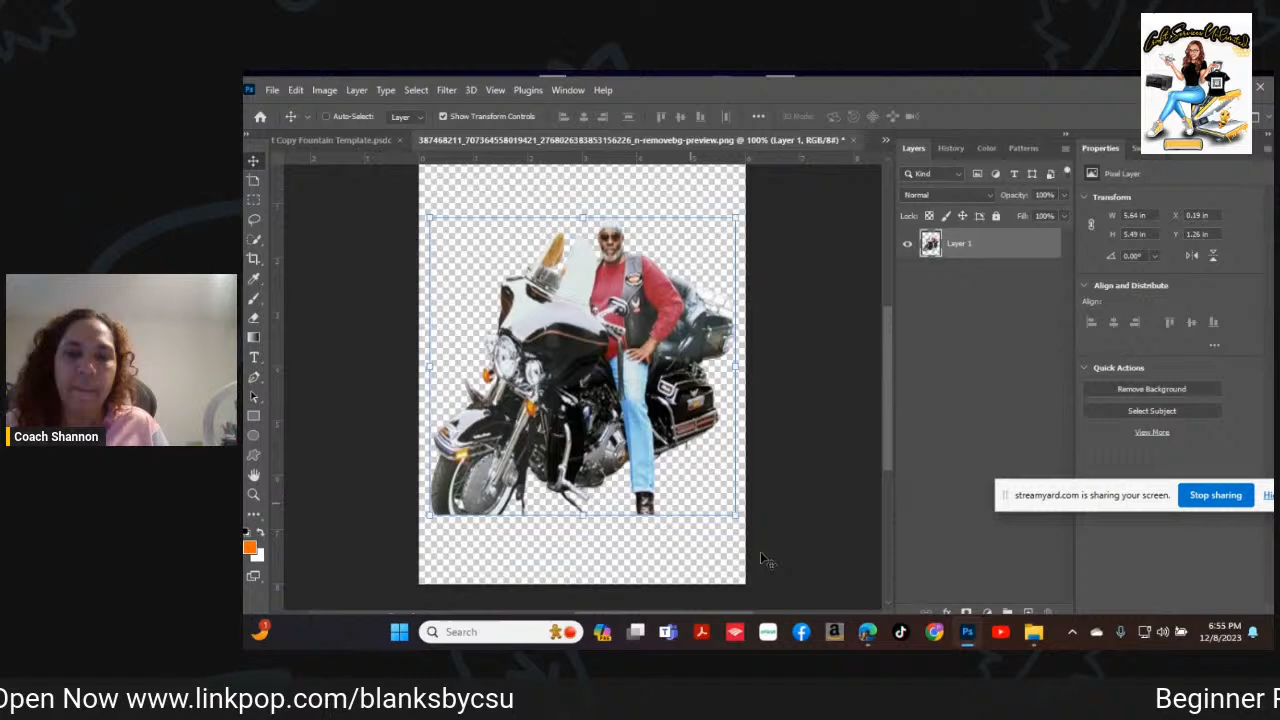 File Edit Image Layer Type Select Filter 3D View Plugins Window Help
Auto-Select: Layer Show Transform Controls 3D Mode:
t Copy Fountain Template.psdc × 387468211_707364558019421_2768026383853156226_n-removebg-preview.png @ 100% (Layer 1, RGB/8#) *
Layers History Color Patterns
Properties
Kind
Pixel Layer
Normal Opacity: 100%
Transform
Lock: Fill: 100%
W 5.64 in X 0.19 in
H 5.49 in Y 1.26 in
Layer 1
0.00°
Align and Distribute
Align:
Quick Actions
Remove Background
Select Subject
View More
Coach Shannon
streamyard.com is sharing your screen. Stop sharing
Search
6:55 PM
12/8/2023
Open Now www.linkpop.com/blanksbycsu
Beginner